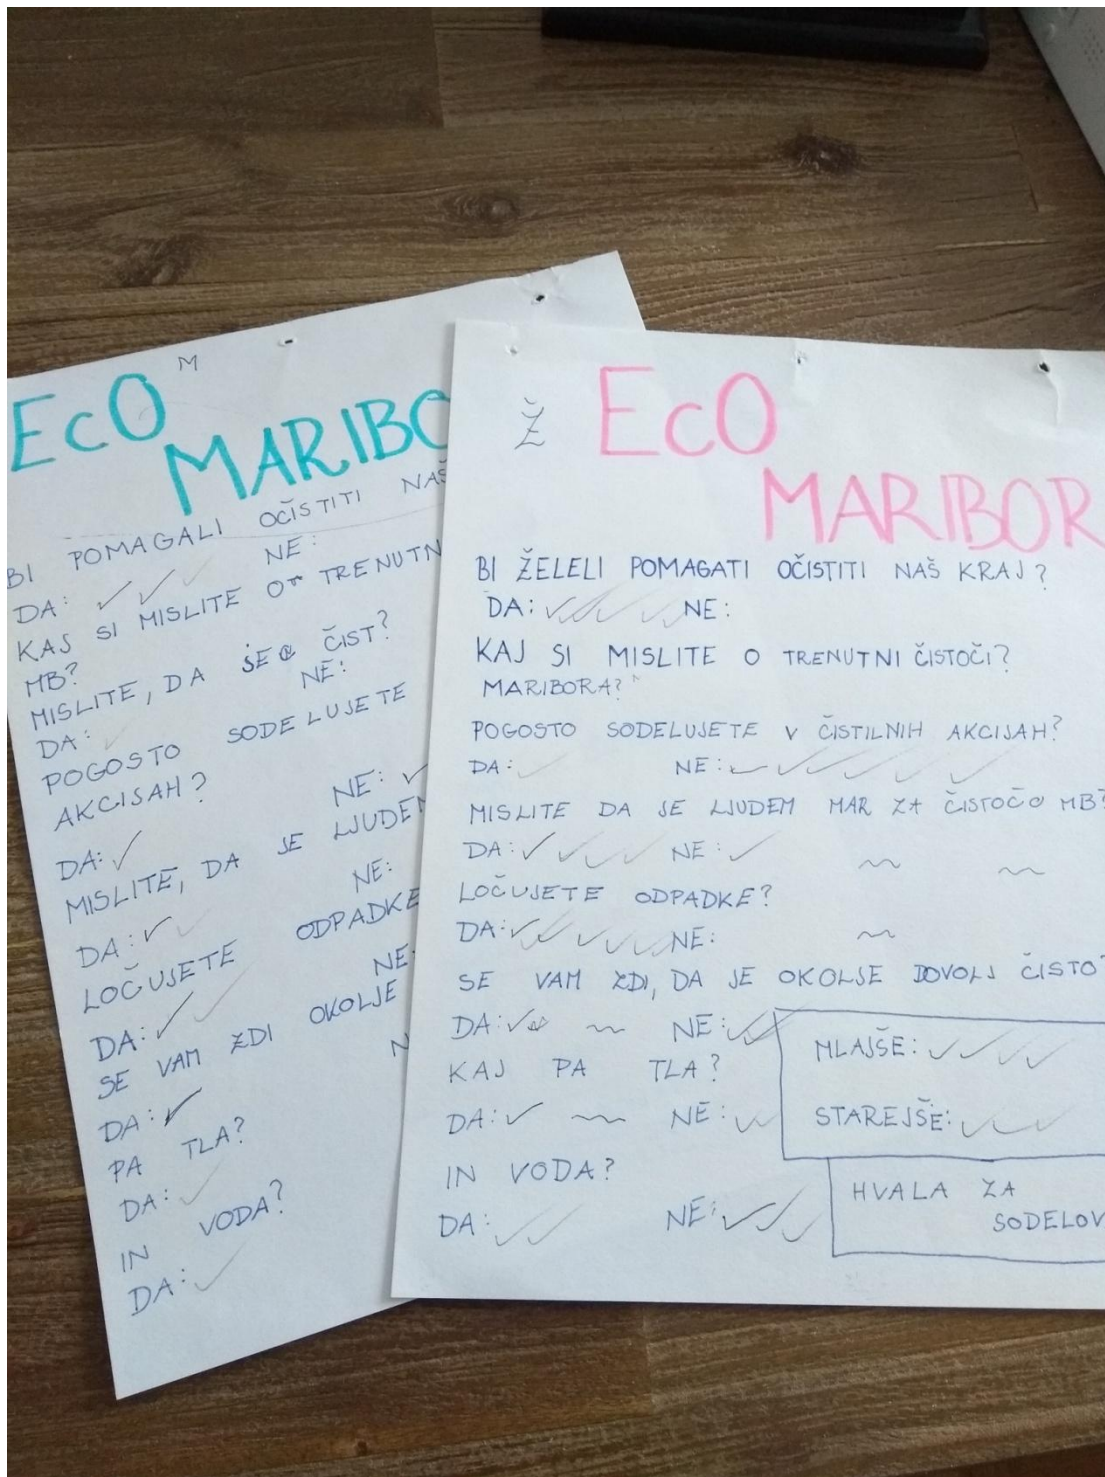 M
EcO
MARIBO
BI POMAGALI OČISTITI NAŠ
DA: NE:
KAJ SI MISLITE O TRENUTN
MB?
MISLITE, DA JE ČIST?
DA: NE:
POGOSTO SODELUJETE
AKCIJAH?
DA: NE:
MISLITE, DA JE LJUDEM
DA: NE:
LOČUJETE ODPADKE
DA: NE:
SE VAM ZDI OKOLJE
DA: N
PA TLA?
DA:
IN VODA?
DA:
Ž EcO
MARIBOR
BI ŽELELI POMAGATI OČISTITI NAŠ KRAJ?
DA: NE:
KAJ SI MISLITE O TRENUTNI ČISTOČI?
MARIBORA?
POGOSTO SODELUJETE V ČISTILNIH AKCIJAH?
DA: NE:
MISLITE DA JE LJUDEM MAR ZA ČISTOČO MB?
DA: NE:
LOČUJETE ODPADKE?
DA: NE:
SE VAM ZDI, DA JE OKOLJE DOVOLJ ČISTO?
DA: NE:
KAJ PA TLA?
DA: NE:
IN VODA?
DA: NE:
MLAJŠE:
STAREJŠE:
HVALA ZA
SODELOV